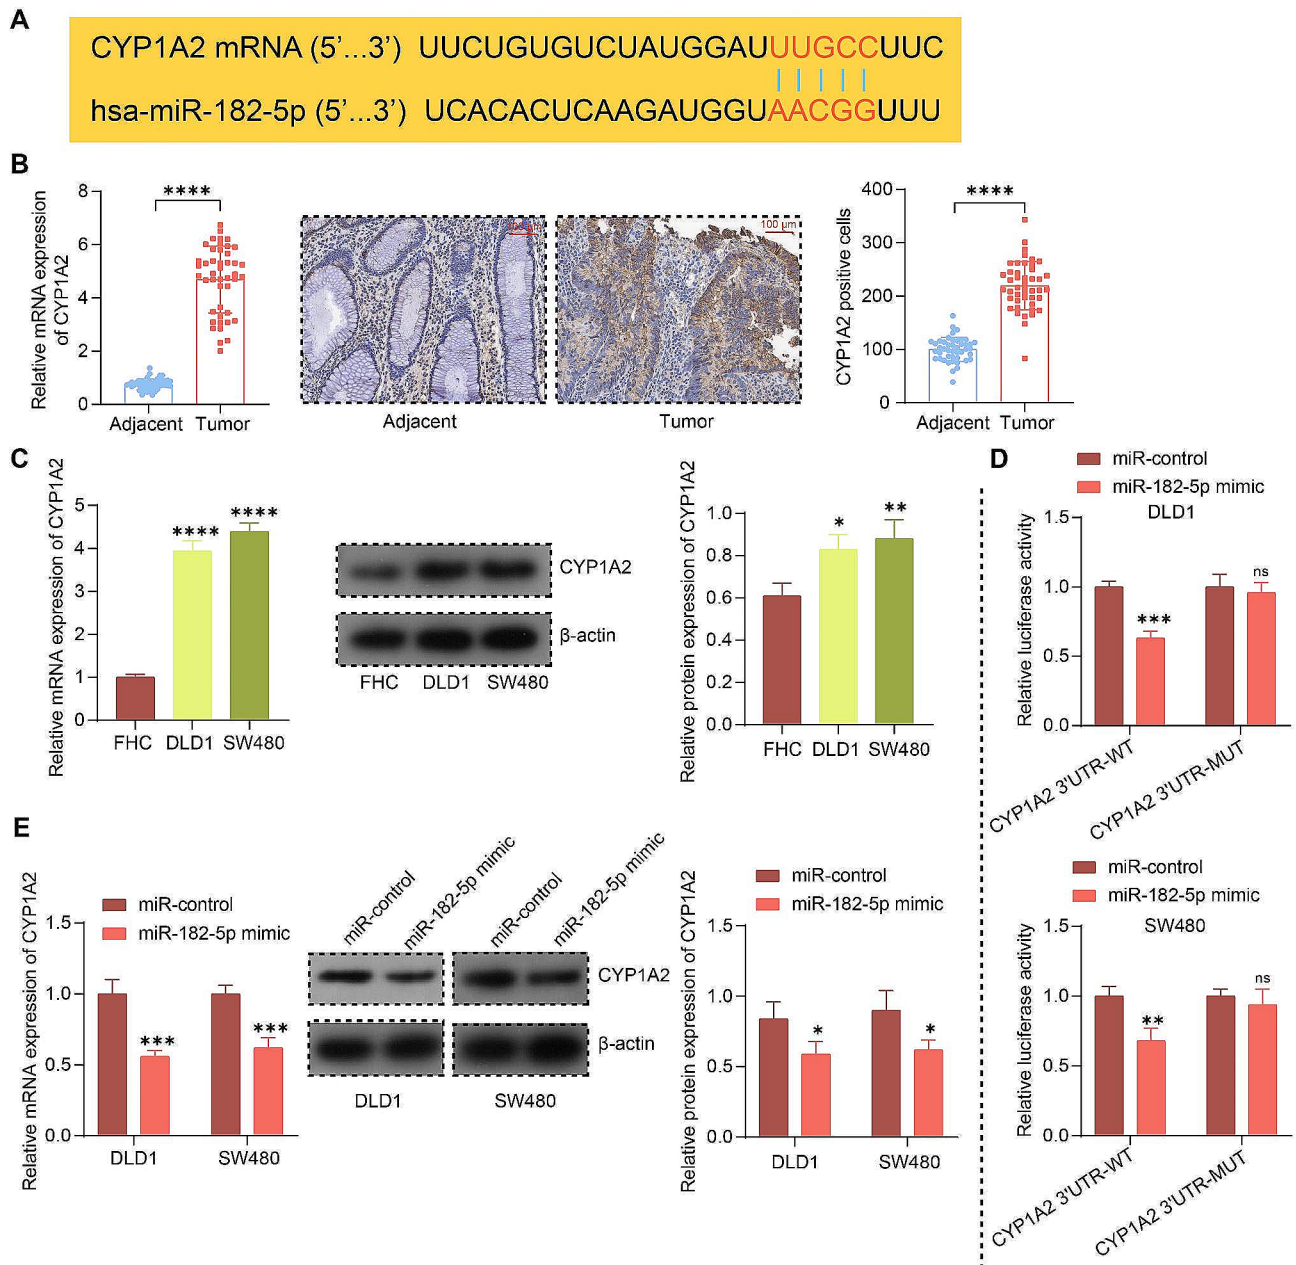 A
CYP1A2 mRNA (5’...3’) UUCUGUGUCUAUGGAUUUGCCUUC
hsa-miR-182-5p (5’...3’) UCACACUCAAGAUGGUAACGGUUU
B
Relative mRNA expression
of CYP1A2
8
6
4
2
0
****
Adjacent Tumor
100 µm
Adjacent
100 µm
Tumor
CYP1A2 positive cells
400
300
200
100
0
****
Adjacent Tumor
C
Relative mRNA expression of CYP1A2
5
4
3
2
1
0
****
****
FHC DLD1 SW480
CYP1A2
β-actin
FHC DLD1 SW480
Relative protein expression of CYP1A2
1.0
0.8
0.6
0.4
0.2
0.0
*
**
FHC DLD1 SW480
D
miR-control
miR-182-5p mimic
DLD1
Relative luciferase activity
1.5
1.0
0.5
0.0
***
ns
CYP1A2 3'UTR-WT
CYP1A2 3'UTR-MUT
miR-control
miR-182-5p mimic
SW480
Relative luciferase activity
1.5
1.0
0.5
0.0
**
ns
CYP1A2 3'UTR-WT
CYP1A2 3'UTR-MUT
E
Relative mRNA expression of CYP1A2
miR-control
miR-182-5p mimic
1.5
1.0
0.5
0.0
***
***
DLD1 SW480
miR-control
miR-182-5p mimic
miR-control
miR-182-5p mimic
CYP1A2
β-actin
DLD1 SW480
Relative protein expression of CYP1A2
miR-control
miR-182-5p mimic
1.5
1.0
0.5
0.0
*
*
DLD1 SW480